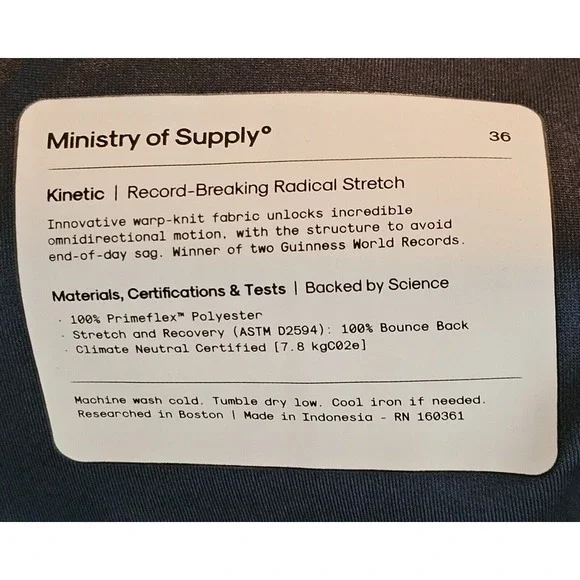 Ministry of Supply° 36
Kinetic | Record-Breaking Radical Stretch
Innovative warp-knit fabric unlocks incredible
omnidirectional motion, with the structure to avoid
end-of-day sag. Winner of two Guinness World Records.
Materials, Certifications & Tests | Backed by Science
· 100% Primeflex™ Polyester
· Stretch and Recovery (ASTM D2594): 100% Bounce Back
· Climate Neutral Certified [7.8 kgCO2e]
Machine wash cold. Tumble dry low. Cool iron if needed.
Researched in Boston | Made in Indonesia - RN 160361